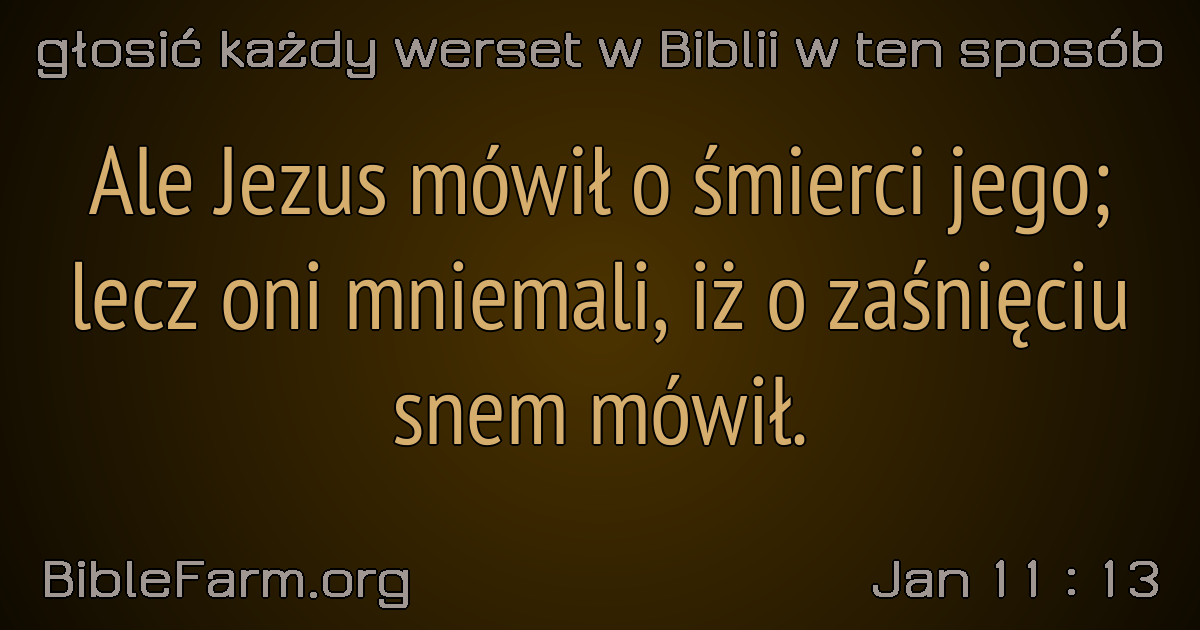 głosić każdy werset w Biblii w ten sposób
Ale Jezus mówił o śmierci jego;
lecz oni mniemali, iż o zaśnięciu
snem mówił.
BibleFarm.org
Jan 11 : 13